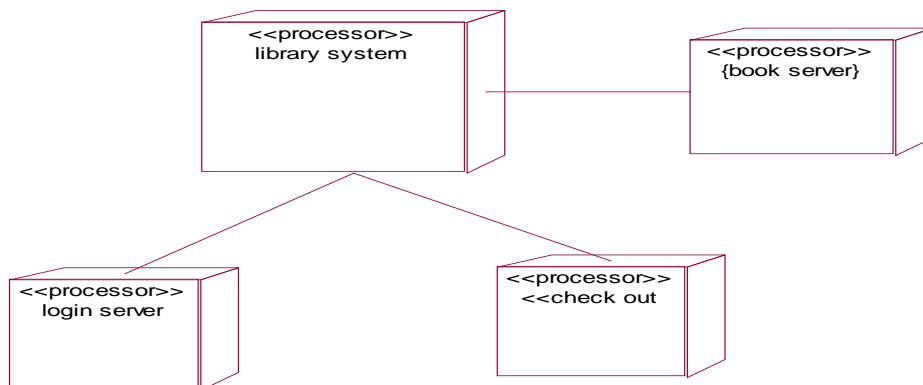 <<processor>>
library system
<<processor>>
{book server}
<<processor>>
login server
<<processor>>
<<check out